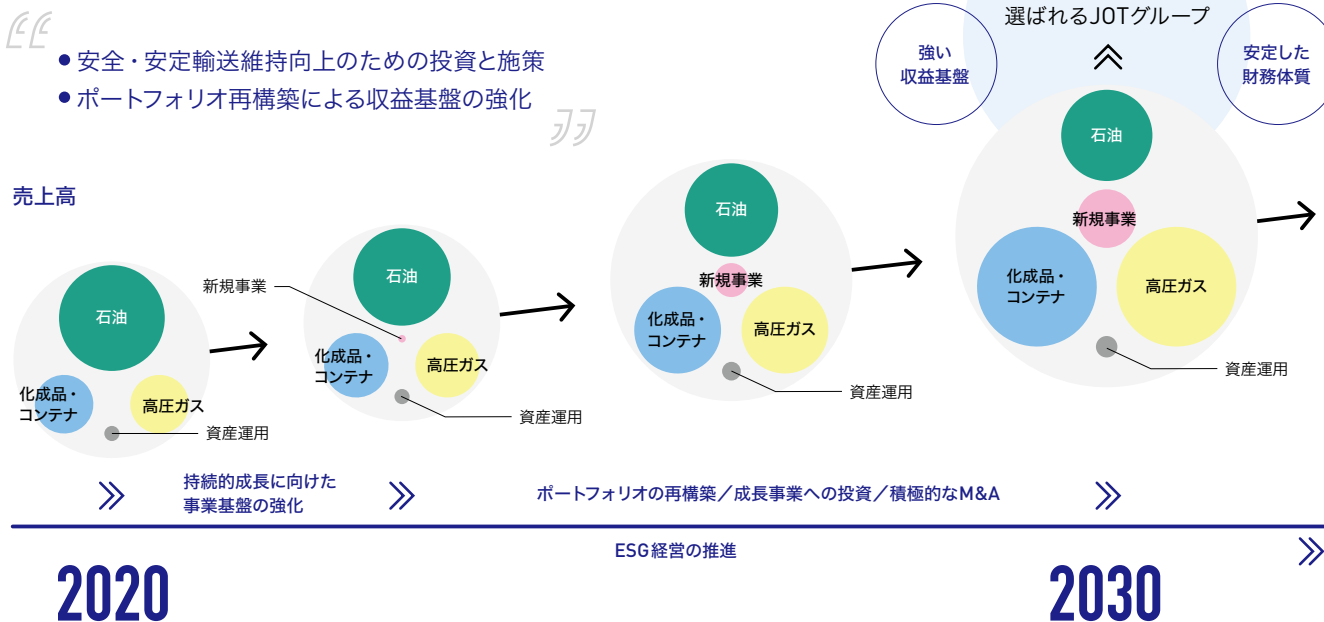 • 安全・安定輸送維持向上のための投資と施策
• ポートフォリオ再構築による収益基盤の強化
選ばれるJOTグループ
強い
収益基盤
安定した
財務体質
売上高
石油
化成品・
コンテナ
高圧ガス
資産運用
石油
新規事業
化成品・
コンテナ
高圧ガス
資産運用
石油
新規事業
化成品・
コンテナ
高圧ガス
資産運用
石油
新規事業
化成品・
コンテナ
高圧ガス
資産運用
持続的成長に向けた
事業基盤の強化
ポートフォリオの再構築／成長事業への投資／積極的なM&A
ESG経営の推進
2020
2030